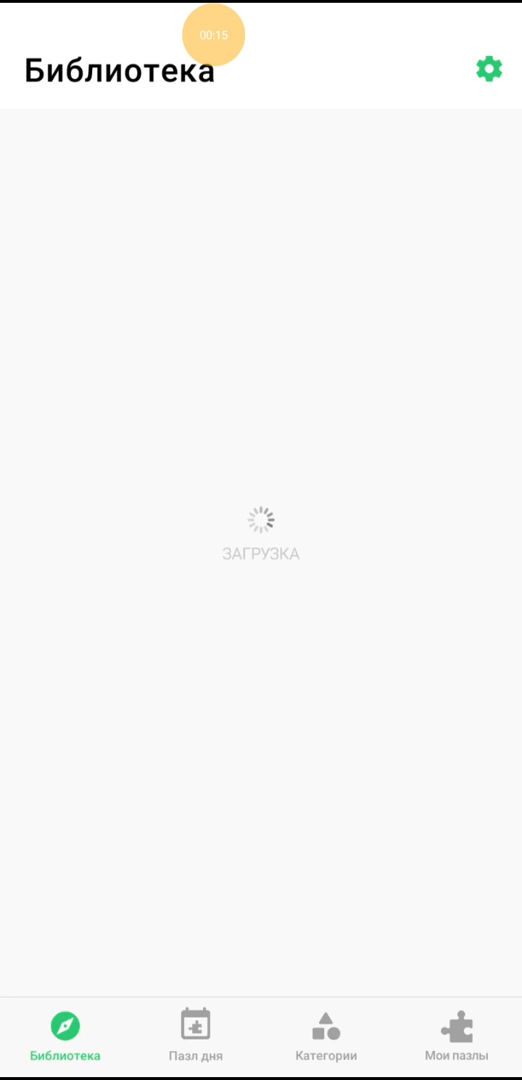 00:15
Библиотека
ЗАГРУЗКА
Библиотека
Пазл дня
Категории
Мои пазлы